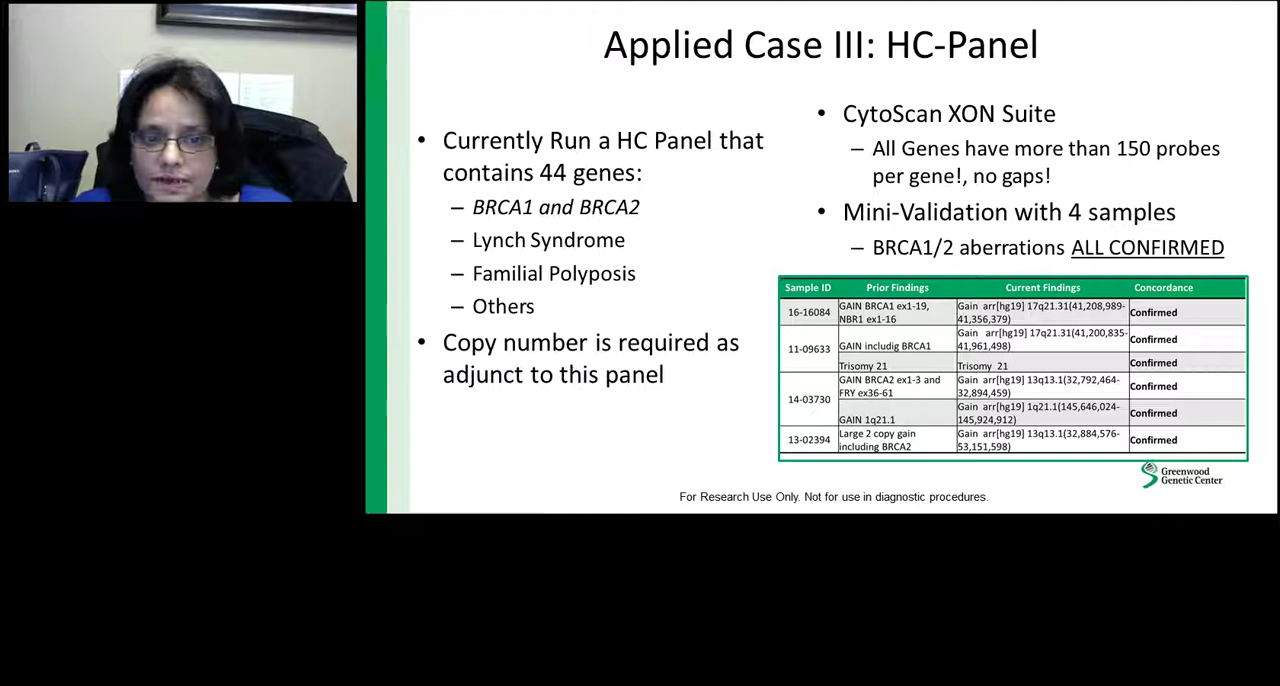 Applied Case III: HC-Panel
• Currently Run a HC Panel that
contains 44 genes:
– BRCA1 and BRCA2
– Lynch Syndrome
– Familial Polyposis
– Others
• Copy number is required as
adjunct to this panel
• CytoScan XON Suite
– All Genes have more than 150 probes
per gene!, no gaps!
• Mini-Validation with 4 samples
– BRCA1/2 aberrations ALL CONFIRMED
Sample ID Prior Findings Current Findings Concordance
16-16084 GAIN BRCA1 ex1-19, Gain arr[hg19] 17q21.31(41,208,989- Confirmed
NBR1 ex1-16 41,356,379)
11-09633 GAIN includig BRCA1 Gain arr[hg19] 17q21.31(41,200,835- Confirmed
41,961,498)
Trisomy 21 Trisomy 21 Confirmed
14-03730 GAIN BRCA2 ex1-3 and Gain arr[hg19] 13q13.1(32,792,464- Confirmed
FRY ex36-61 32,894,459)
GAIN 1q21.1 Gain arr[hg19] 1q21.1(145,646,024- Confirmed
145,924,912)
13-02394 Large 2 copy gain Gain arr[hg19] 13q13.1(32,884,576- Confirmed
including BRCA2 53,151,598)
Greenwood
Genetic Center
For Research Use Only. Not for use in diagnostic procedures.